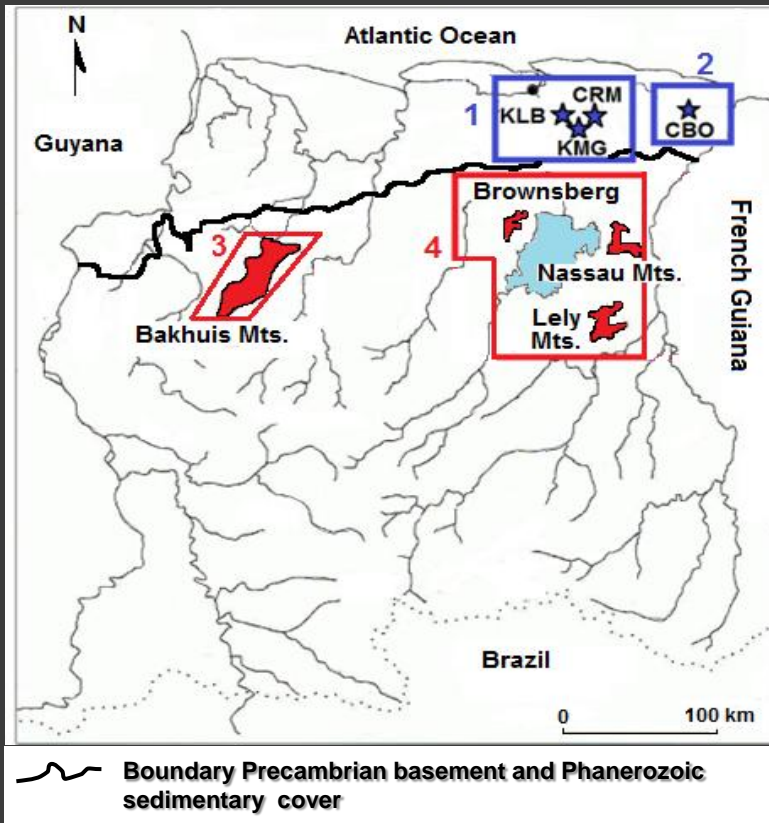 N
Atlantic Ocean
Guyana
1
2
KLB
CRM
KMG
CBO
French Guiana
Brownsberg
3
4
Nassau Mts.
Lely
Mts.
Bakhuis Mts.
Brazil
0
100 km
Boundary Precambrian basement and Phanerozoic
sedimentary cover